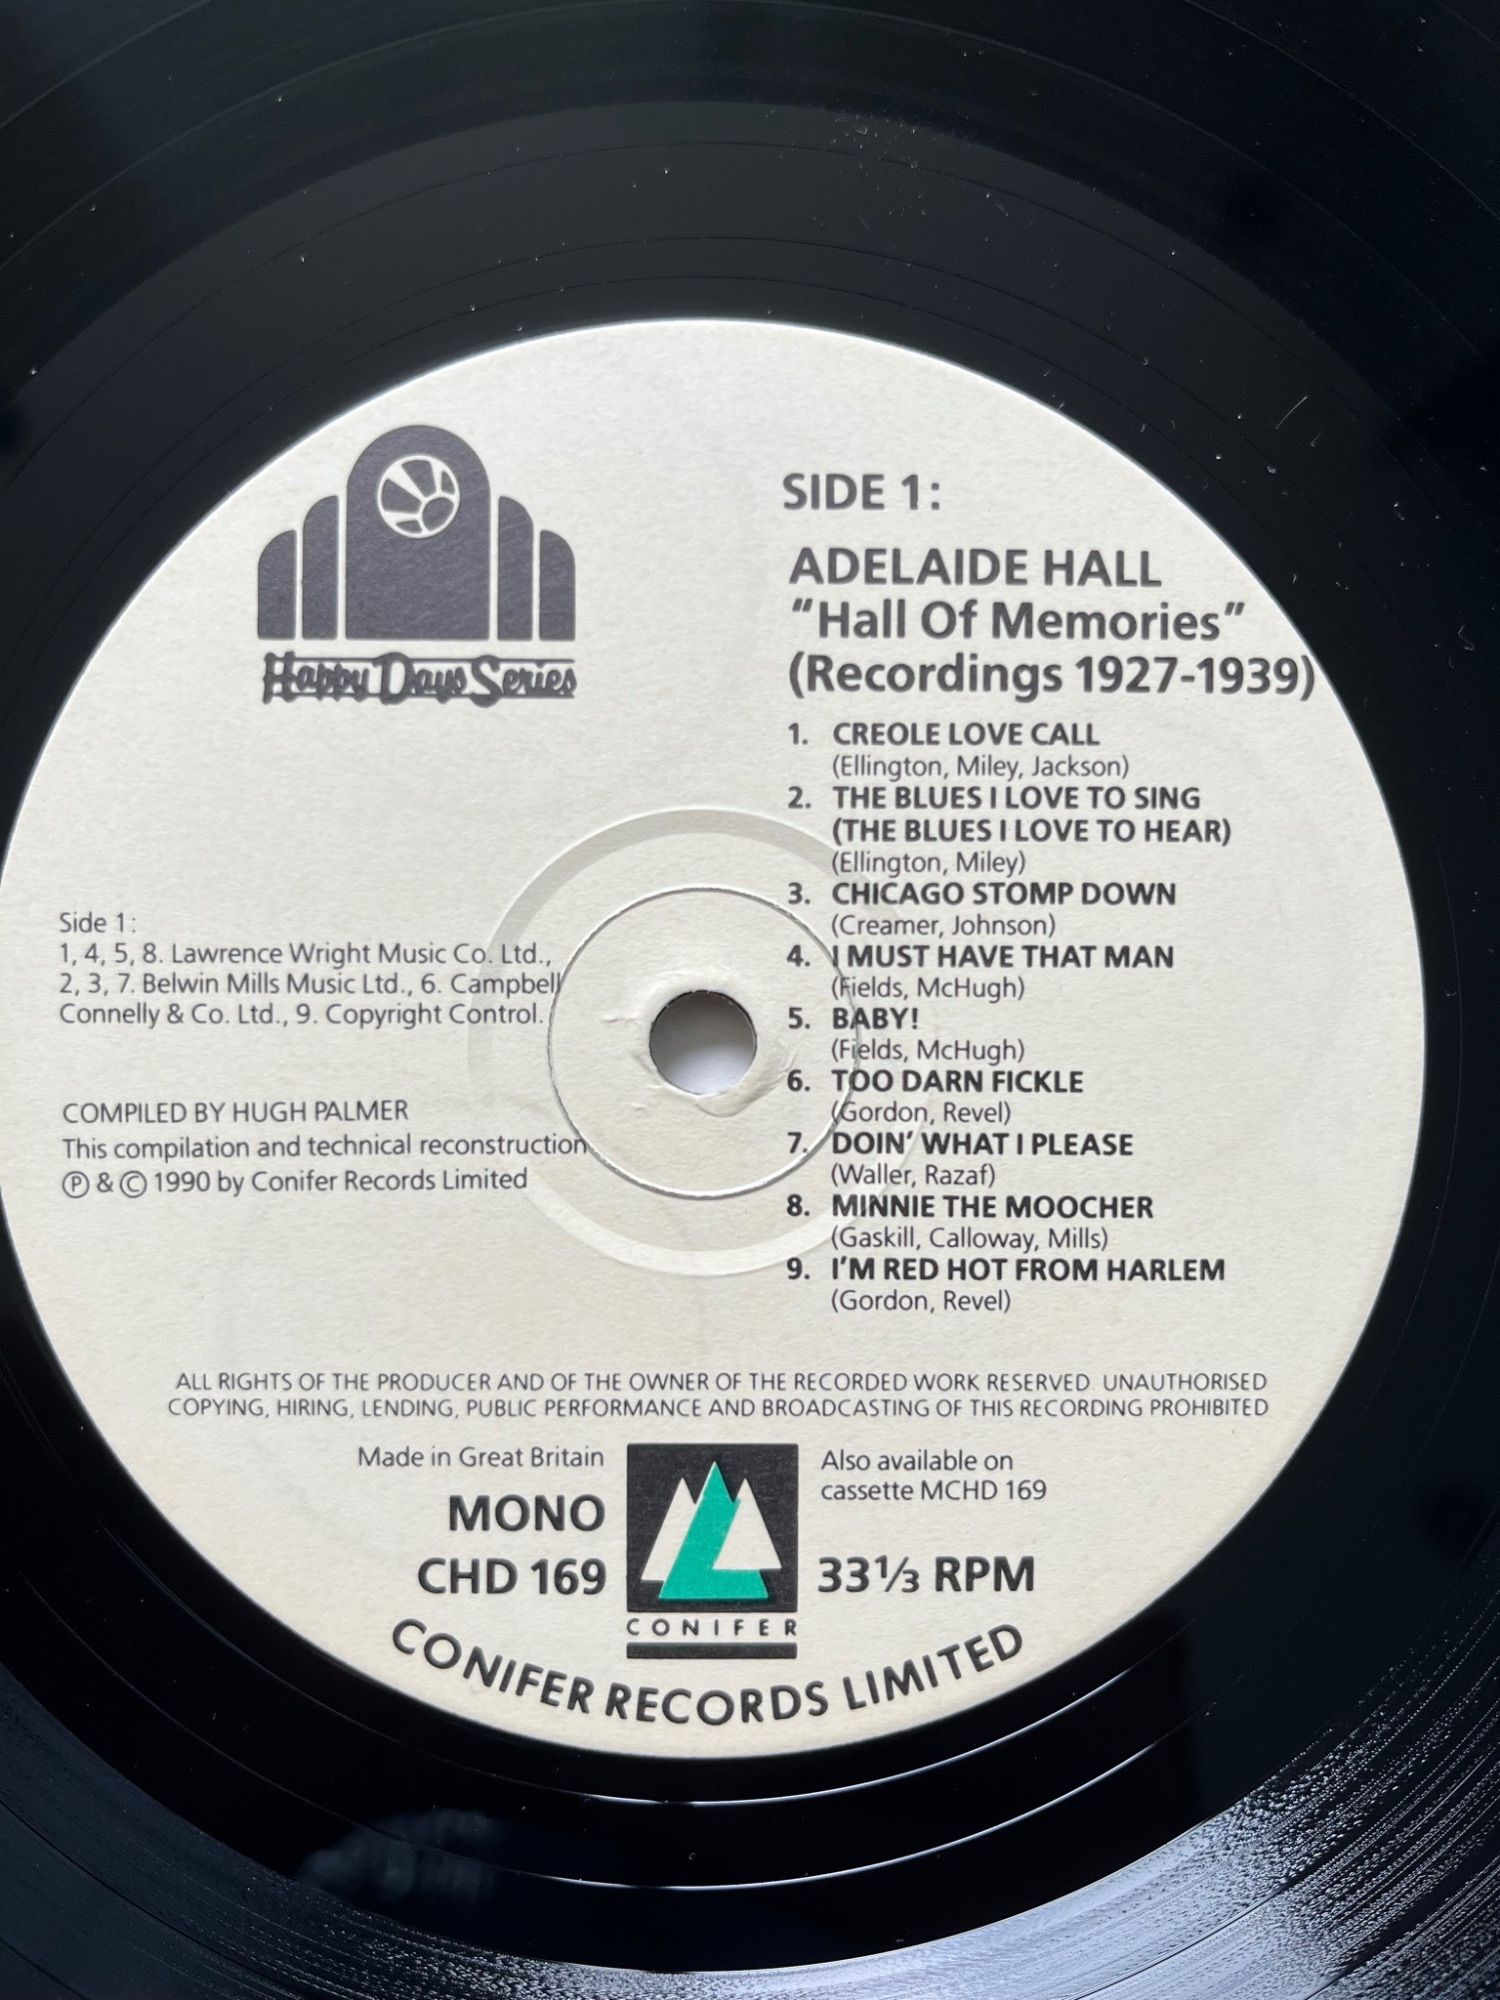 Happy Days Series
SIDE 1:
ADELAIDE HALL
"Hall Of Memories"
(Recordings 1927-1939)
1. CREOLE LOVE CALL
(Ellington, Miley, Jackson)
2. THE BLUES I LOVE TO SING
(THE BLUES I LOVE TO HEAR)
(Ellington, Miley)
3. CHICAGO STOMP DOWN
(Creamer, Johnson)
4. I MUST HAVE THAT MAN
(Fields, McHugh)
5. BABY!
(Fields, McHugh)
6. TOO DARN FICKLE
(Gordon, Revel)
7. DOIN' WHAT I PLEASE
(Waller, Razaf)
8. MINNIE THE MOOCHER
(Gaskill, Calloway, Mills)
9. I'M RED HOT FROM HARLEM
(Gordon, Revel)
Side 1:
1, 4, 5, 8. Lawrence Wright Music Co. Ltd.,
2, 3, 7. Belwin Mills Music Ltd., 6. Campbell
Connelly & Co. Ltd., 9. Copyright Control.
COMPILED BY HUGH PALMER
This compilation and technical reconstruction
Ⓟ & © 1990 by Conifer Records Limited
ALL RIGHTS OF THE PRODUCER AND OF THE OWNER OF THE RECORDED WORK RESERVED. UNAUTHORISED
COPYING, HIRING, LENDING, PUBLIC PERFORMANCE AND BROADCASTING OF THIS RECORDING PROHIBITED
Made in Great Britain
MONO
CHD 169
CONIFER
Also available on
cassette MCHD 169
33⅓ RPM
CONIFER RECORDS LIMITED